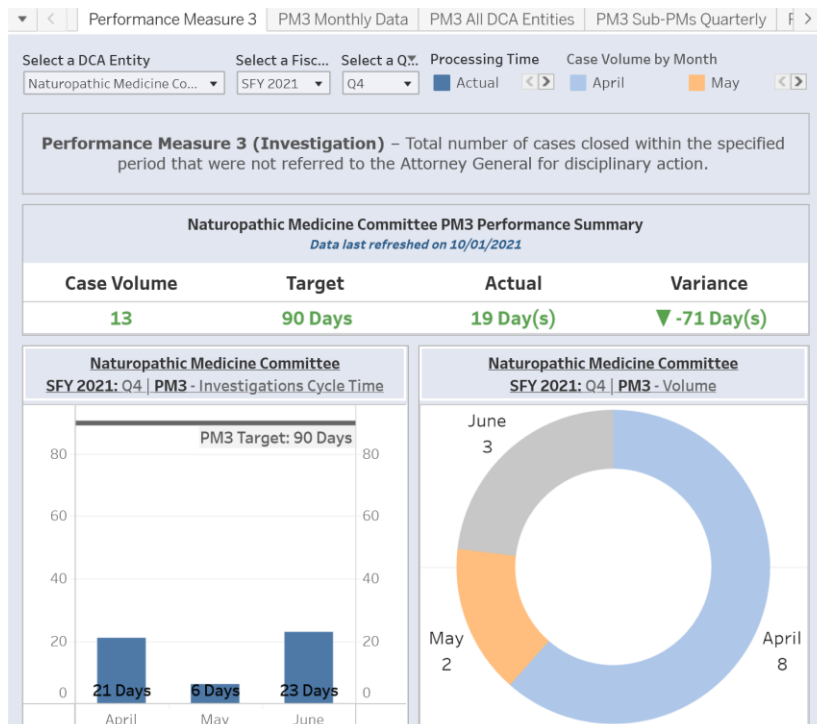 Performance Measure 3
PM3 Monthly Data
PM3 All DCA Entities
PM3 Sub-PMs Quarterly
Select a DCA Entity
Select a Fisc...
Select a Q...
Processing Time
Case Volume by Month
Naturopathic Medicine Co...
SFY 2021
Q4
Actual
April
May
Performance Measure 3 (Investigation) – Total number of cases closed within the specified
period that were not referred to the Attorney General for disciplinary action.
Naturopathic Medicine Committee PM3 Performance Summary
Data last refreshed on 10/01/2021
Case Volume
Target
Actual
Variance
13
90 Days
19 Day(s)
▼ -71 Day(s)
Naturopathic Medicine Committee
SFY 2021: Q4 | PM3 - Investigations Cycle Time
PM3 Target: 90 Days
80
80
60
60
40
40
20
20
0
21 Days
6 Days
23 Days
0
April
May
June
Naturopathic Medicine Committee
SFY 2021: Q4 | PM3 - Volume
June
3
May
2
April
8